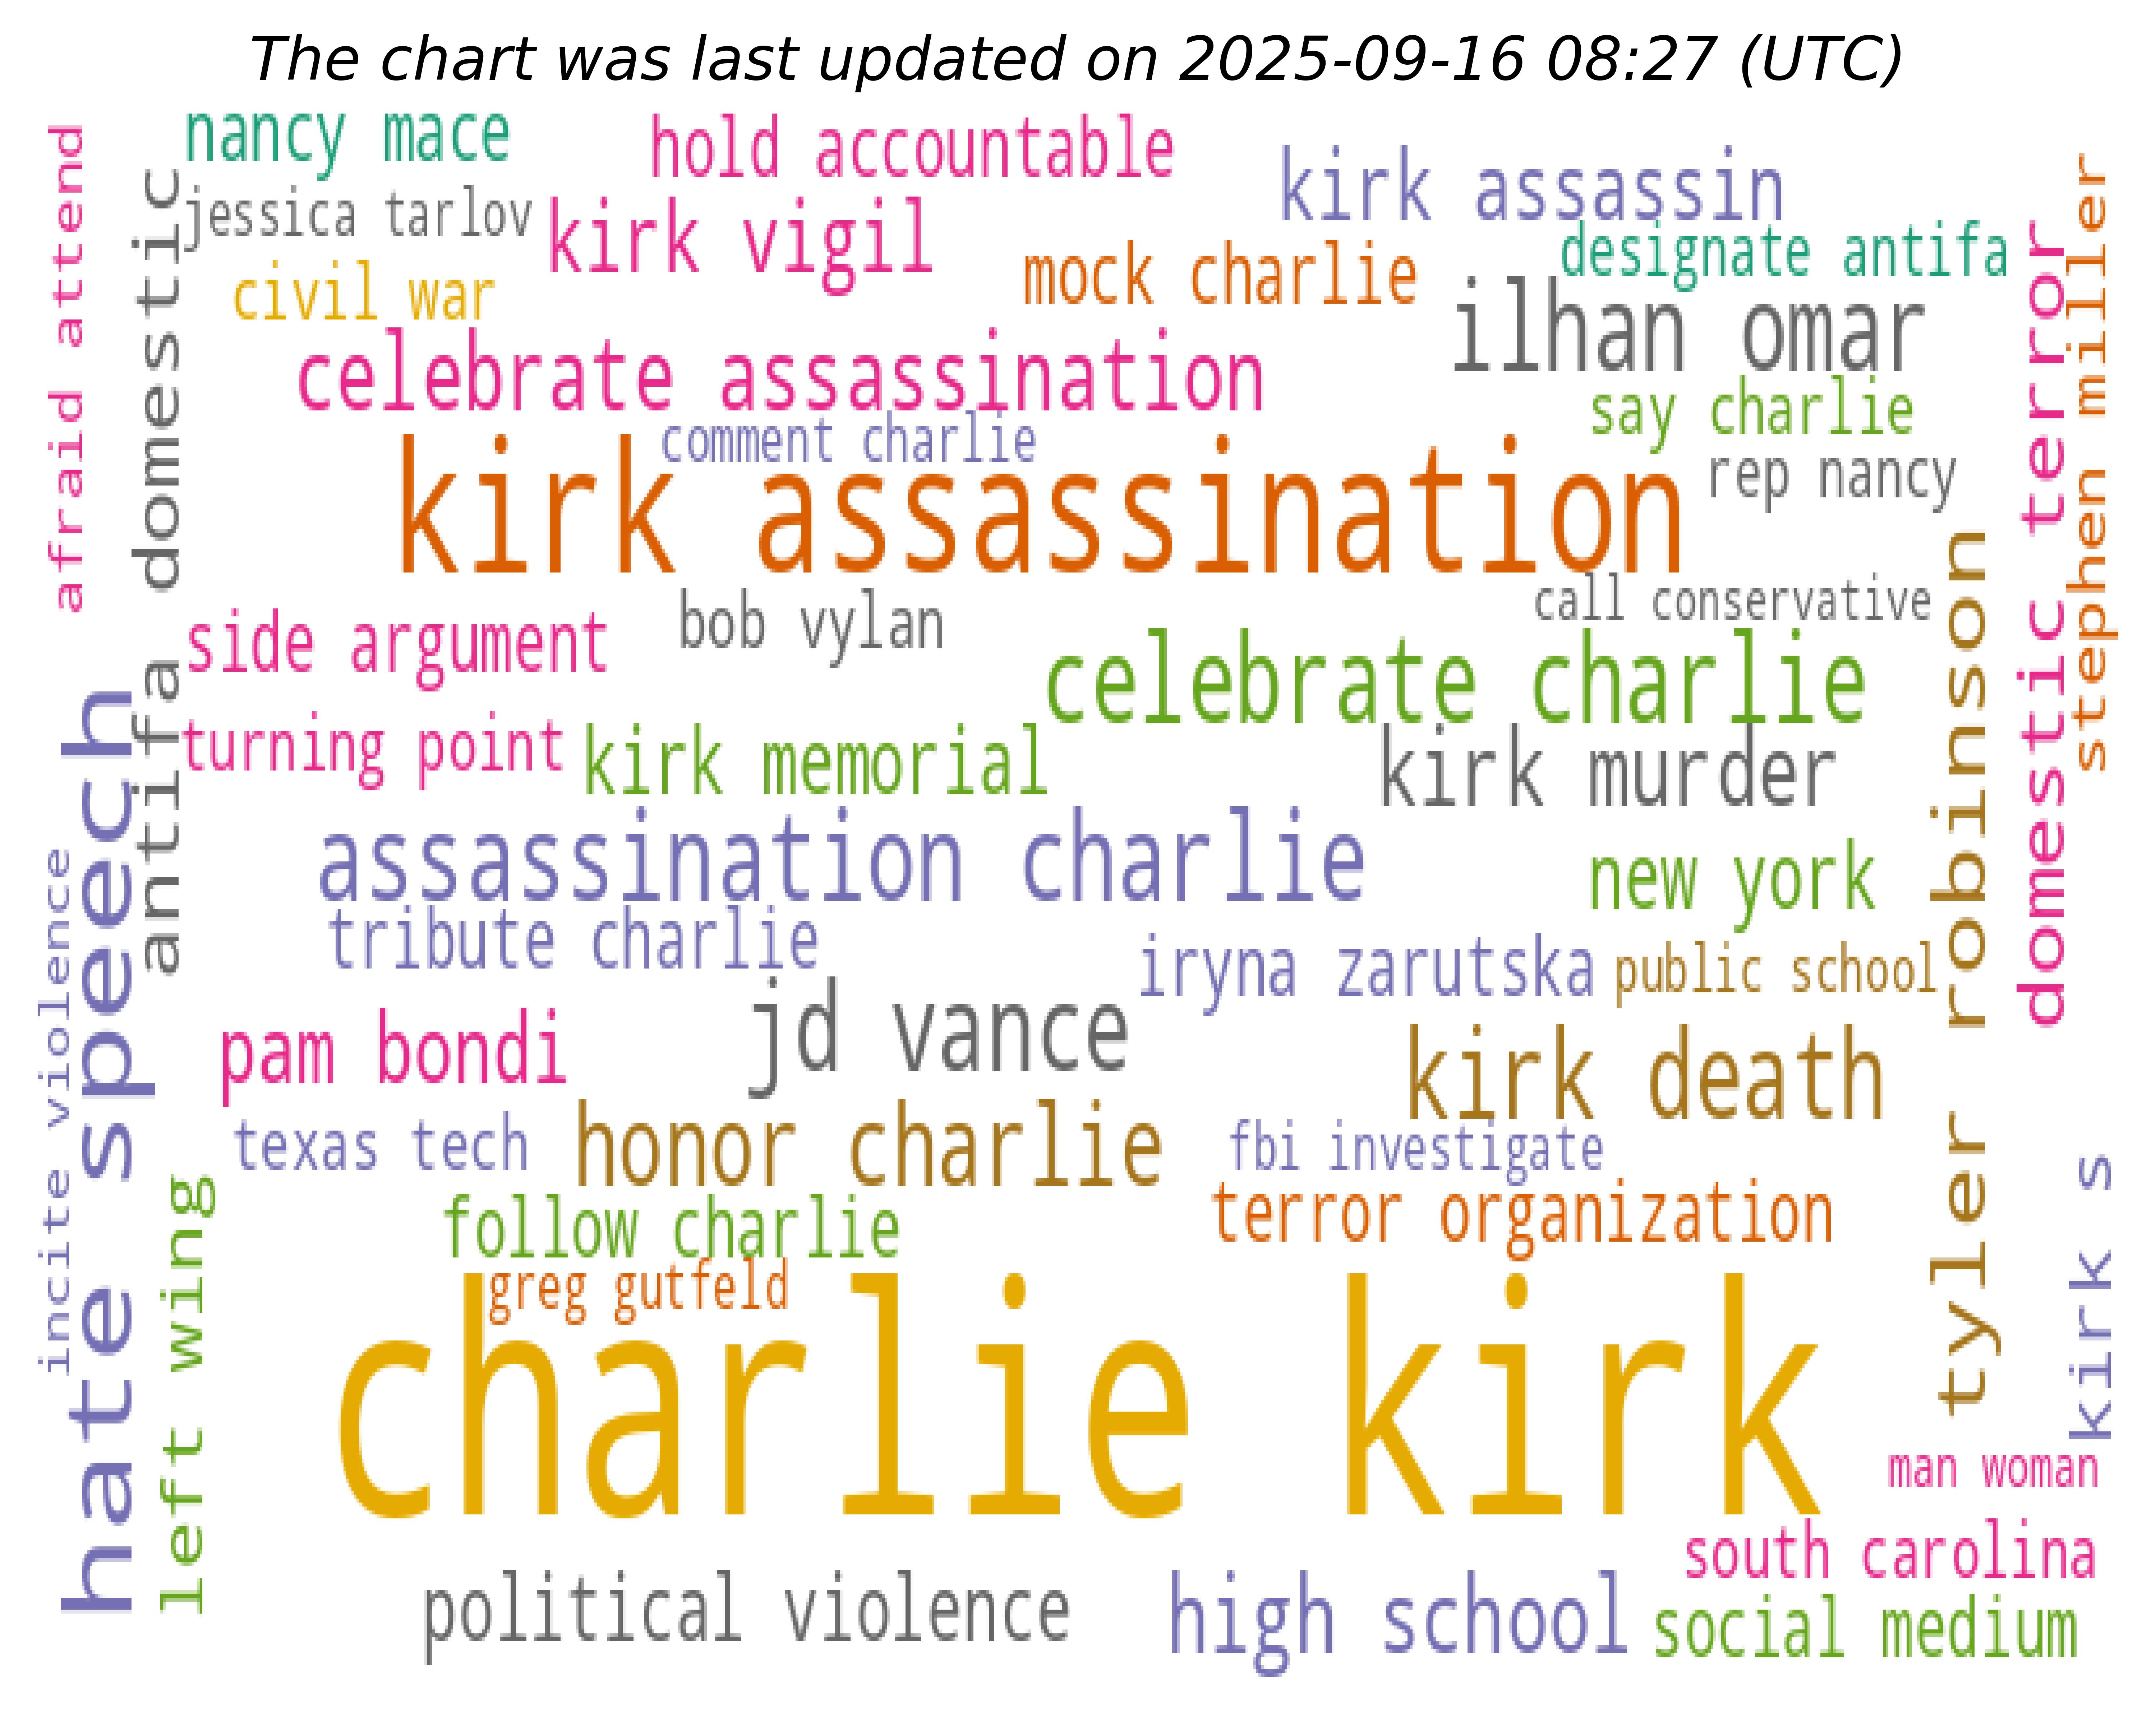 The chart was last updated on 2025-09-16 08:27 (UTC)
nancy mace
hold accountable
kirk assassin
jessica tarlov
kirk vigil
designate antifa
civil war
mock charlie
ilhan omar
celebrate assassination
say charlie
comment charlie
kirk assassination
rep nancy
bob vylan
call conservative
side argument
celebrate charlie
turning point
kirk memorial
kirk murder
assassination charlie
new york
tribute charlie
iryna zarutska
public school
jd vance
pam bondi
kirk death
texas tech
honor charlie
fbi investigate
follow charlie
terror organization
greg gutfeld
charlie kirk
man woman
south carolina
political violence
high school
social medium
afraid attend
antifa domestic
hate speech
incite violence
left wing
stephen miller
domestic terror
tyler robinson
kirk s